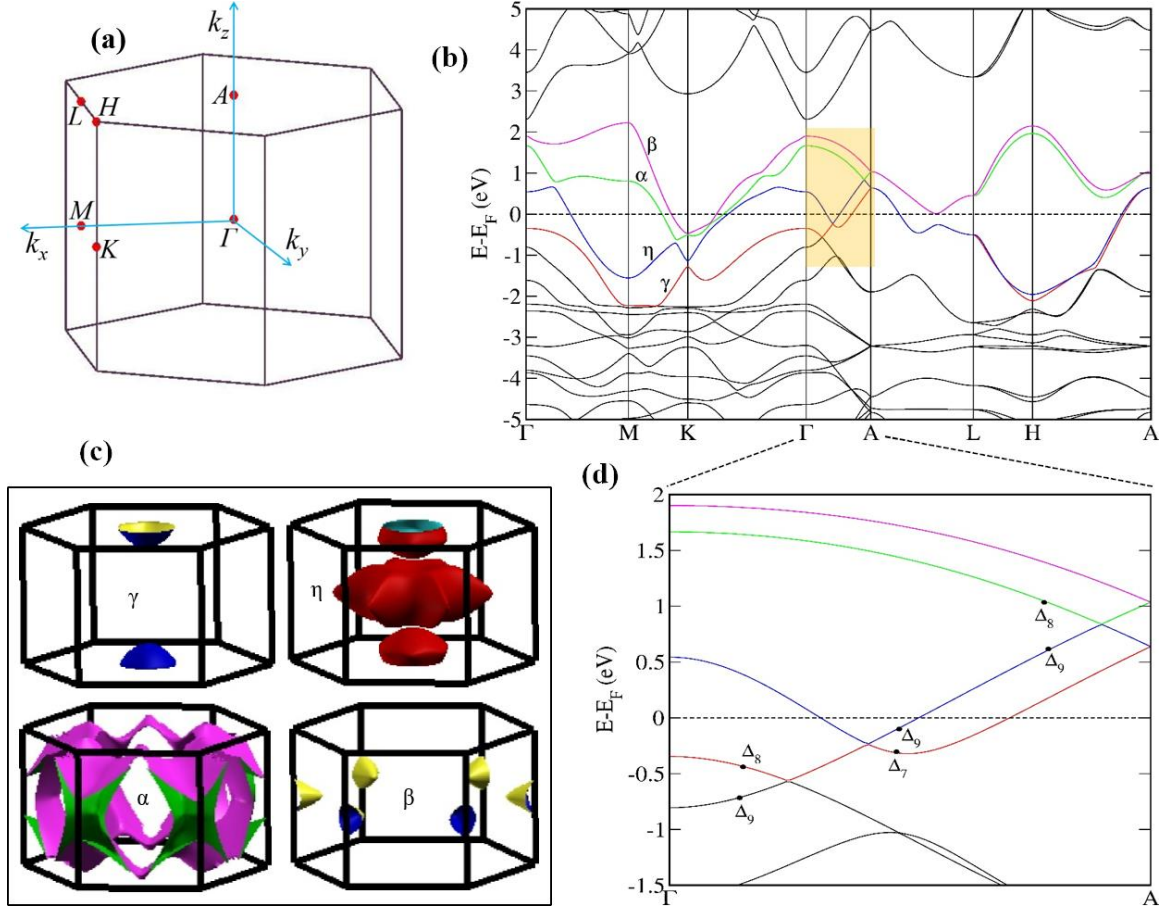 (a)
k_z
L
H
A
M
K
Γ
k_x
k_y
(b)
E-E_F (eV)
5
4
3
2
1
0
-1
-2
-3
-4
-5
β
α
η
γ
Γ
M
K
Γ
A
L
H
A
(c)
γ
η
α
β
(d)
E-E_F (eV)
2
1.5
1
0.5
0
-0.5
-1
-1.5
Δ_8
Δ_9
Δ_9
Δ_7
Δ_8
Δ_9
Γ
A